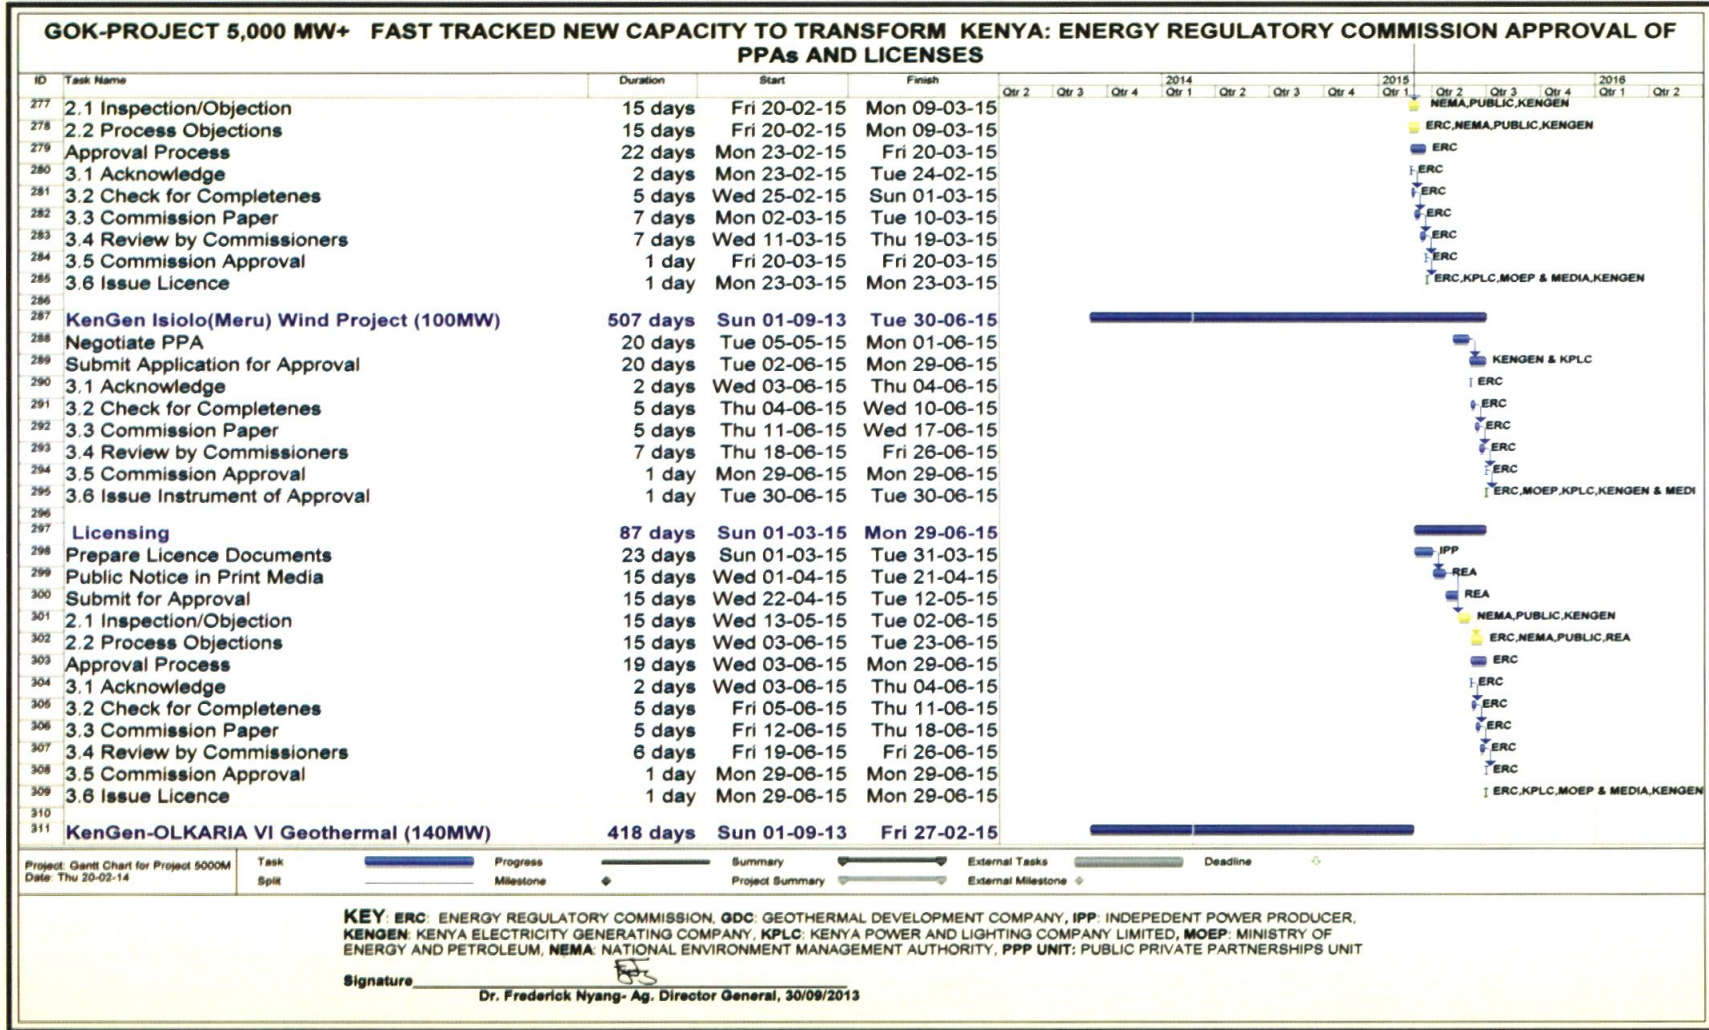 GOK-PROJECT 5,000 MW+ FAST TRACKED NEW CAPACITY TO TRANSFORM KENYA: ENERGY REGULATORY COMMISSION APPROVAL OF
PPAs AND LICENSES
ID Task Name Duration Start Finish 2014 2015 2016
Qtr 2 Qtr 3 Qtr 4 Qtr 1 Qtr 2 Qtr 3 Qtr 4 Qtr 1 Qtr 2 Qtr 3 Qtr 4 Qtr 1 Qtr 2
277 2.1 Inspection/Objection 15 days Fri 20-02-15 Mon 09-03-15 NEMA,PUBLIC,KENGEN
278 2.2 Process Objections 15 days Fri 20-02-15 Mon 09-03-15 ERC,NEMA,PUBLIC,KENGEN
279 Approval Process 22 days Mon 23-02-15 Fri 20-03-15 ERC
280 3.1 Acknowledge 2 days Mon 23-02-15 Tue 24-02-15 ERC
281 3.2 Check for Completenes 5 days Wed 25-02-15 Sun 01-03-15 ERC
282 3.3 Commission Paper 7 days Mon 02-03-15 Tue 10-03-15 ERC
283 3.4 Review by Commissioners 7 days Wed 11-03-15 Thu 19-03-15 ERC
284 3.5 Commission Approval 1 day Fri 20-03-15 Fri 20-03-15 ERC
285 3.6 Issue Licence 1 day Mon 23-03-15 Mon 23-03-15 ERC,KPLC,MOEP & MEDIA,KENGEN
286
287 KenGen Isiolo(Meru) Wind Project (100MW) 507 days Sun 01-09-13 Tue 30-06-15
288 Negotiate PPA 20 days Tue 05-05-15 Mon 01-06-15
289 Submit Application for Approval 20 days Tue 02-06-15 Mon 29-06-15 KENGEN & KPLC
290 3.1 Acknowledge 2 days Wed 03-06-15 Thu 04-06-15 ERC
291 3.2 Check for Completenes 5 days Thu 04-06-15 Wed 10-06-15 ERC
292 3.3 Commission Paper 5 days Thu 11-06-15 Wed 17-06-15 ERC
293 3.4 Review by Commissioners 7 days Thu 18-06-15 Fri 26-06-15 ERC
294 3.5 Commission Approval 1 day Mon 29-06-15 Mon 29-06-15 ERC
295 3.6 Issue Instrument of Approval 1 day Tue 30-06-15 Tue 30-06-15 ERC,MOEP,KPLC,KENGEN & MEDI
296
297 Licensing 87 days Sun 01-03-15 Mon 29-06-15
298 Prepare Licence Documents 23 days Sun 01-03-15 Tue 31-03-15 IPP
299 Public Notice in Print Media 15 days Wed 01-04-15 Tue 21-04-15 REA
300 Submit for Approval 15 days Wed 22-04-15 Tue 12-05-15 REA
301 2.1 Inspection/Objection 15 days Wed 13-05-15 Tue 02-06-15 NEMA,PUBLIC,KENGEN
302 2.2 Process Objections 15 days Wed 03-06-15 Tue 23-06-15 ERC,NEMA,PUBLIC,REA
303 Approval Process 19 days Wed 03-06-15 Mon 29-06-15 ERC
304 3.1 Acknowledge 2 days Wed 03-06-15 Thu 04-06-15 ERC
305 3.2 Check for Completenes 5 days Fri 05-06-15 Thu 11-06-15 ERC
306 3.3 Commission Paper 5 days Fri 12-06-15 Thu 18-06-15 ERC
307 3.4 Review by Commissioners 6 days Fri 19-06-15 Fri 26-06-15 ERC
308 3.5 Commission Approval 1 day Mon 29-06-15 Mon 29-06-15 ERC
309 3.6 Issue Licence 1 day Mon 29-06-15 Mon 29-06-15 ERC,KPLC,MOEP & MEDIA,KENGEN
310
311 KenGen-OLKARIA VI Geothermal (140MW) 418 days Sun 01-09-13 Fri 27-02-15
Project: Gantt Chart for Project 5000M Task Progress Summary External Tasks Deadline
Date: Thu 20-02-14 Split Milestone Project Summary External Milestone
KEY: ERC: ENERGY REGULATORY COMMISSION, GDC: GEOTHERMAL DEVELOPMENT COMPANY, IPP: INDEPEDENT POWER PRODUCER,
KENGEN: KENYA ELECTRICITY GENERATING COMPANY, KPLC: KENYA POWER AND LIGHTING COMPANY LIMITED, MOEP: MINISTRY OF
ENERGY AND PETROLEUM, NEMA: NATIONAL ENVIRONMENT MANAGEMENT AUTHORITY, PPP UNIT: PUBLIC PRIVATE PARTNERSHIPS UNIT
Signature
Dr. Frederick Nyang- Ag. Director General, 30/09/2013